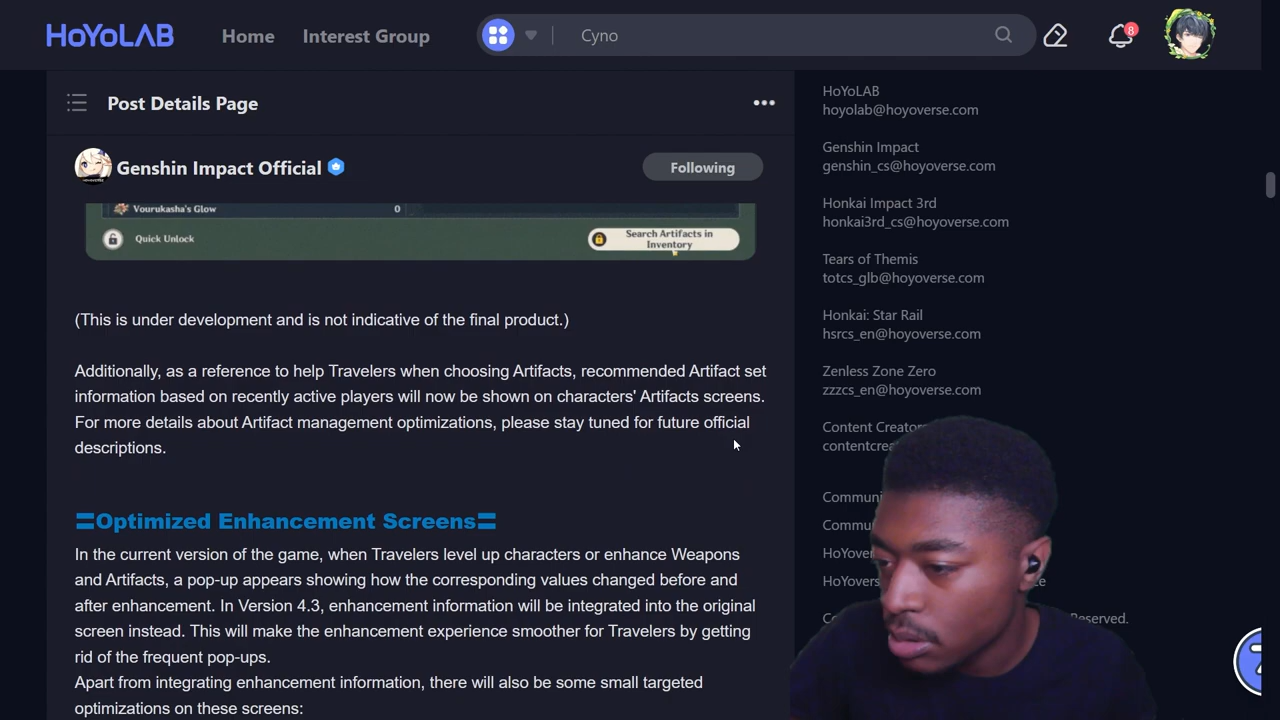 HoYoLAB
Home
Interest Group
Cyno
8
Post Details Page
Genshin Impact Official
Following
Vourukasha's Glow 0
Quick Unlock
Search Artifacts in
Inventory
(This is under development and is not indicative of the final product.)
Additionally, as a reference to help Travelers when choosing Artifacts, recommended Artifact set
information based on recently active players will now be shown on characters' Artifacts screens.
For more details about Artifact management optimizations, please stay tuned for future official
descriptions.
〓Optimized Enhancement Screens〓
In the current version of the game, when Travelers level up characters or enhance Weapons
and Artifacts, a pop-up appears showing how the corresponding values changed before and
after enhancement. In Version 4.3, enhancement information will be integrated into the original
screen instead. This will make the enhancement experience smoother for Travelers by getting
rid of the frequent pop-ups.
Apart from integrating enhancement information, there will also be some small targeted
optimizations on these screens:
HoYoLAB
hoyolab@hoyoverse.com
Genshin Impact
genshin_cs@hoyoverse.com
Honkai Impact 3rd
honkai3rd_cs@hoyoverse.com
Tears of Themis
totcs_glb@hoyoverse.com
Honkai: Star Rail
hsrcs_en@hoyoverse.com
Zenless Zone Zero
zzzcs_en@hoyoverse.com
Content Creators
Reserved.